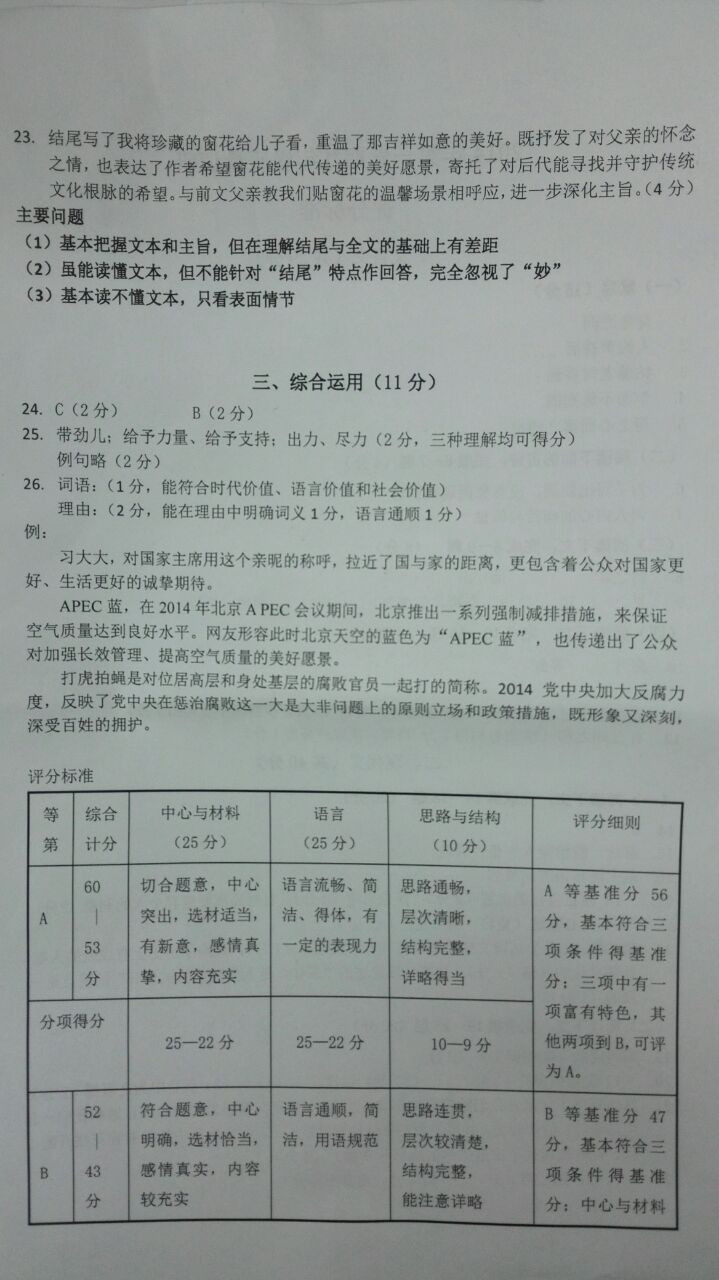 23. 结尾写了我将珍藏的窗花给儿子看，重温了那吉祥如意的美好。既抒发了对父亲的怀念
之情，也表达了作者希望窗花能代代传递的美好愿景，寄托了对后代能寻找并守护传统
文化根脉的希望。与前文父亲教我们贴窗花的温馨场景相呼应，进一步深化主旨。（4 分）
主要问题
（1）基本把握文本和主旨，但在理解结尾与全文的基础上有差距
（2）虽能读懂文本，但不能针对“结尾”特点作回答，完全忽视了“妙”
（3）基本读不懂文本，只看表面情节
三、综合运用（11 分）
24. C（2 分） B（2 分）
25. 带劲儿；给予力量、给予支持；出力、尽力（2 分，三种理解均可得分）
例句略（2 分）
26. 词语：（1 分，能符合时代价值、语言价值和社会价值）
理由：（2 分，能在理由中明确词义 1 分，语言通顺 1 分）
例：
习大大，对国家主席用这个亲昵的称呼，拉近了国与家的距离，更包含着公众对国家更
好、生活更好的诚挚期待。
APEC 蓝，在 2014 年北京 A PEC 会议期间，北京推出一系列强制减排措施，来保证
空气质量达到良好水平。网友形容此时北京天空的蓝色为“APEC 蓝”，也传递出了公众
对加强长效管理、提高空气质量的美好愿景。
打虎拍蝇是对位居高层和身处基层的腐败官员一起打的简称。2014 党中央加大反腐力
度，反映了党中央在惩治腐败这一大是大非问题上的原则立场和政策措施，既形象又深刻，
深受百姓的拥护。
评分标准
等第 综合计分 中心与材料（25 分） 语言（25 分） 思路与结构（10 分） 评分细则
A
60
|
53
分
切合题意，中心
突出，选材适当，
有新意，感情真
挚，内容充实
语言流畅、简
洁、得体，有
一定的表现力
思路通畅，
层次清晰，
结构完整，
详略得当
A 等基准分 56
分，基本符合三
项条件得基准
分；三项中有一
项富有特色，其
他两项到 B，可评
为 A。
分项得分 25—22 分 25—22 分 10—9 分
B
52
|
43
分
符合题意，中心
明确，选材恰当，
感情真实，内容
较充实
语言通顺，简
洁，用语规范
思路连贯，
层次较清楚，
结构完整，
能注意详略
B 等基准分 47
分，基本符合三
项条件得基准
分；中心与材料